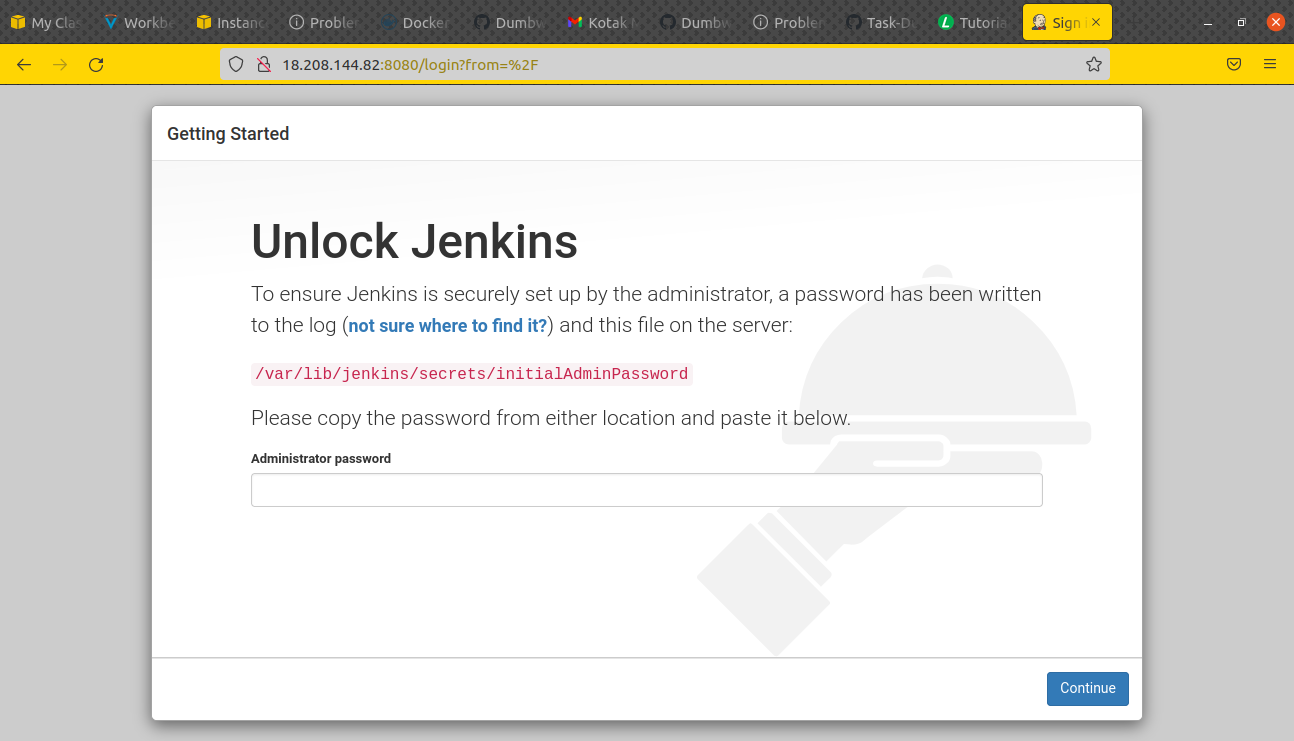 My Clas Workbe Instanc Problem Docker Dumbw Kotak Dumbw Problem Task-Du Tutoria Sign i
18.208.144.82:8080/login?from=%2F
Getting Started
Unlock Jenkins
To ensure Jenkins is securely set up by the administrator, a password has been written
to the log (not sure where to find it?) and this file on the server:
/var/lib/jenkins/secrets/initialAdminPassword
Please copy the password from either location and paste it below.
Administrator password
Continue